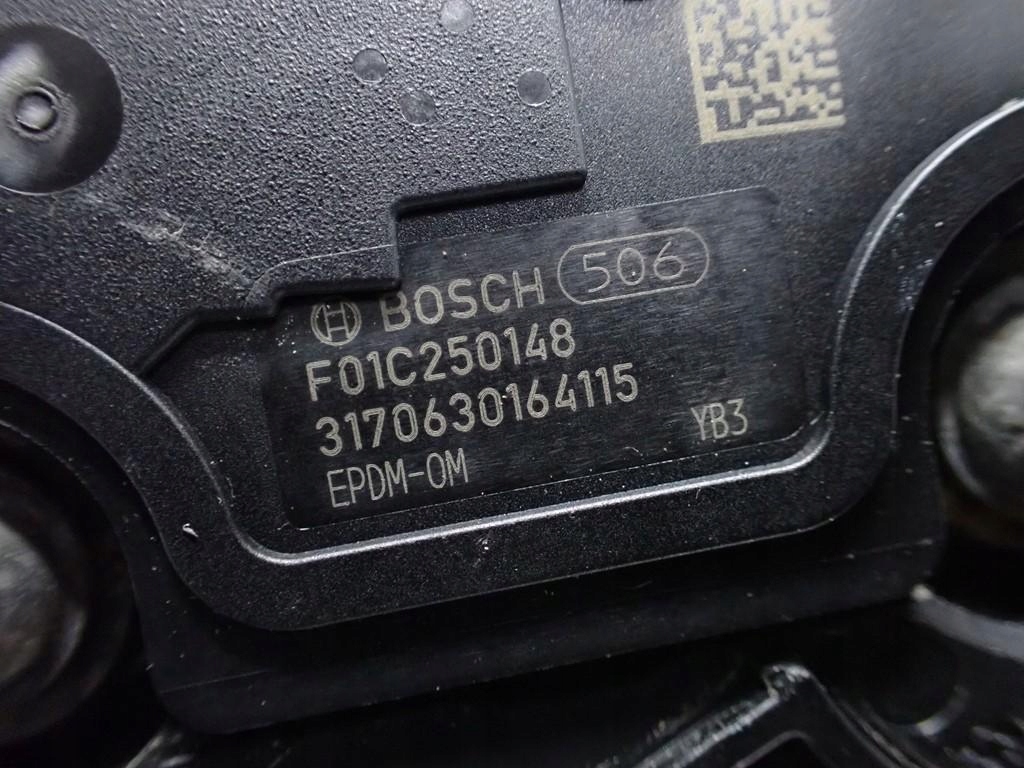 BOSCH 506
F01C250148
3170630164115
EPDM-OM YB3